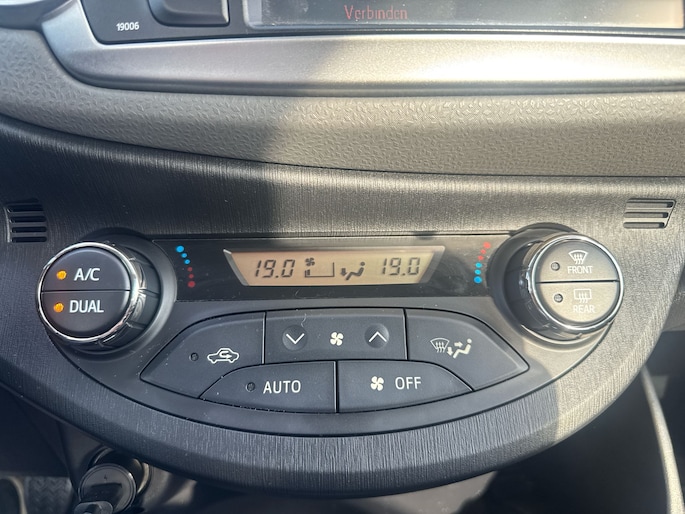 Verbinden
19006
A/C
DUAL
19.0 19.0
FRONT
REAR
AUTO
OFF